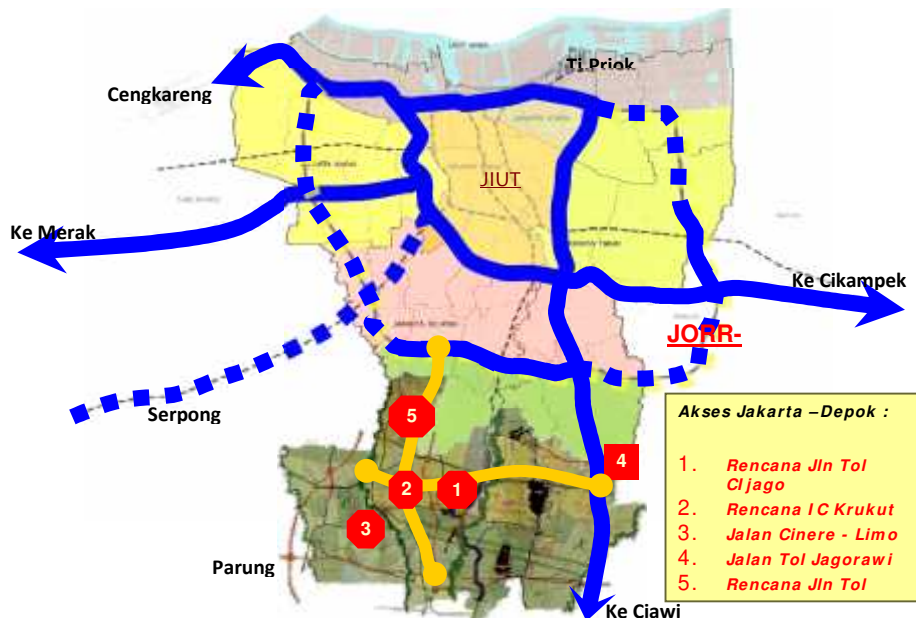 Tj Priok
Cengkareng
JIUT
Ke Merak
Ke Cikampek
JORR-
JAKARTA SELATAN
Serpong
5
4
2
1
3
Parung
Ke Ciawi
Akses Jakarta –Depok :
1. Rencana Jln Tol
CIjago
2. Rencana IC Krukut
3. Jalan Cinere - Limo
4. Jalan Tol Jagorawi
5. Rencana Jln Tol